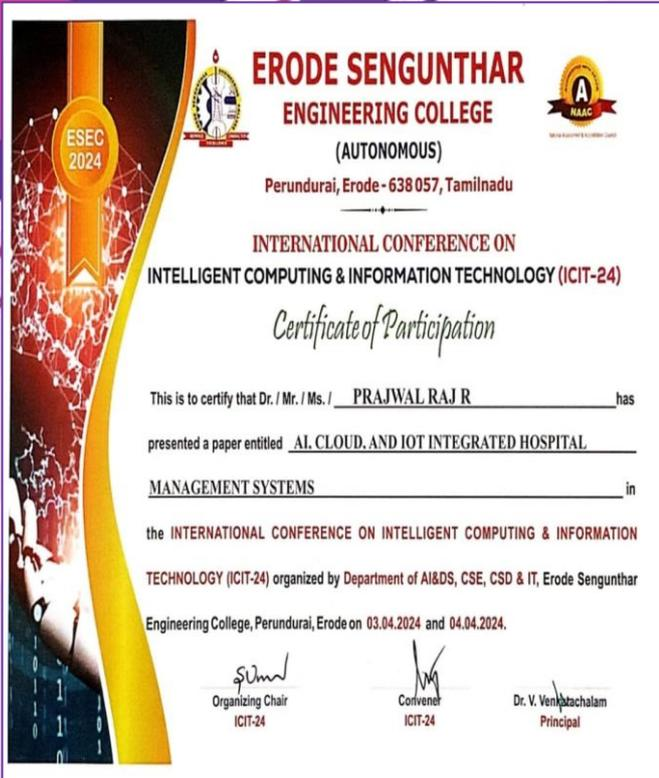 ERODE SENGUNTHAR
ENGINEERING COLLEGE
(AUTONOMOUS)
Perundurai, Erode - 638 057, Tamilnadu
A
NAAC
ESEC
2024
INTERNATIONAL CONFERENCE ON
INTELLIGENT COMPUTING & INFORMATION TECHNOLOGY (ICIT-24)
Certificate of Participation
This is to certify that Dr. / Mr. / Ms. / PRAJWAL RAJ R has
presented a paper entitled AI, CLOUD, AND IOT INTEGRATED HOSPITAL
MANAGEMENT SYSTEMS in
the INTERNATIONAL CONFERENCE ON INTELLIGENT COMPUTING & INFORMATION
TECHNOLOGY (ICIT-24) organized by Department of AI&DS, CSE, CSD & IT, Erode Sengunthar
Engineering College, Perundurai, Erode on 03.04.2024 and 04.04.2024.
Organizing Chair
ICIT-24
Convener
ICIT-24
Dr. V. Venkatachalam
Principal